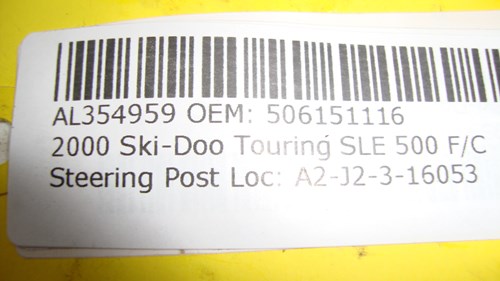 AL354959 OEM: 506151116
2000 Ski-Doo Touring SLE 500 F/C
Steering Post Loc: A2-J2-3-16053